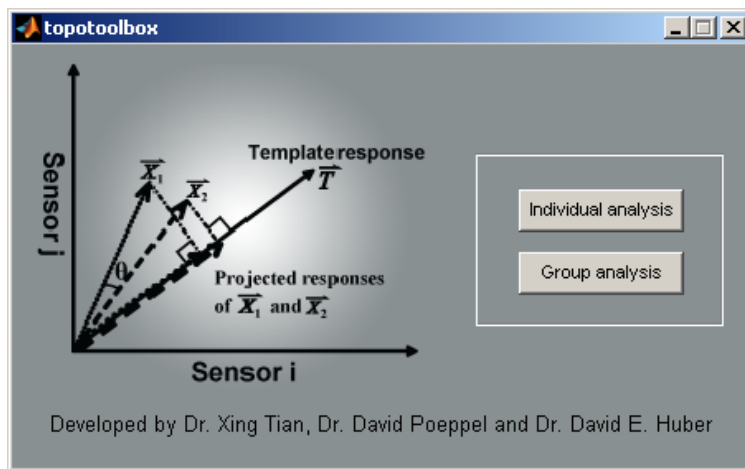 topotoolbox
Sensor j
X₁
X₂
Template response
T
θ
Projected responses
of X₁ and X₂
Sensor i
Individual analysis
Group analysis
Developed by Dr. Xing Tian, Dr. David Poeppel and Dr. David E. Huber